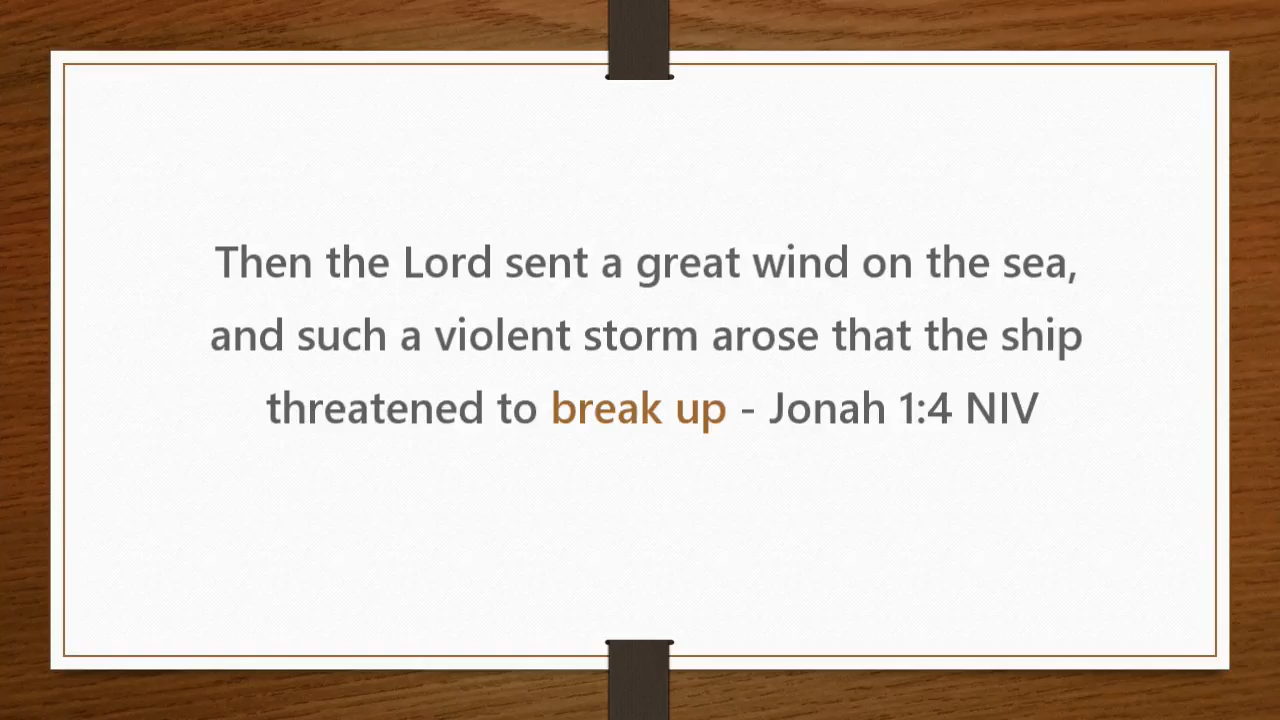 Then the Lord sent a great wind on the sea,
and such a violent storm arose that the ship
threatened to break up - Jonah 1:4 NIV